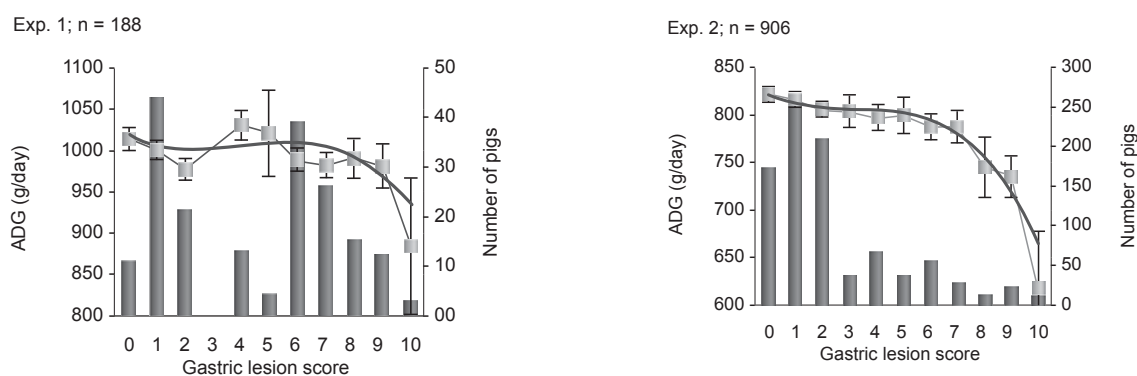 Exp. 1; n = 188
1100
1050
1000
950
900
850
800
ADG (g/day)
50
40
30
20
10
00
Number of pigs
0 1 2 3 4 5 6 7 8 9 10
Gastric lesion score
Exp. 2; n = 906
850
800
750
700
650
600
ADG (g/day)
300
250
200
150
100
50
0
Number of pigs
0 1 2 3 4 5 6 7 8 9 10
Gastric lesion score